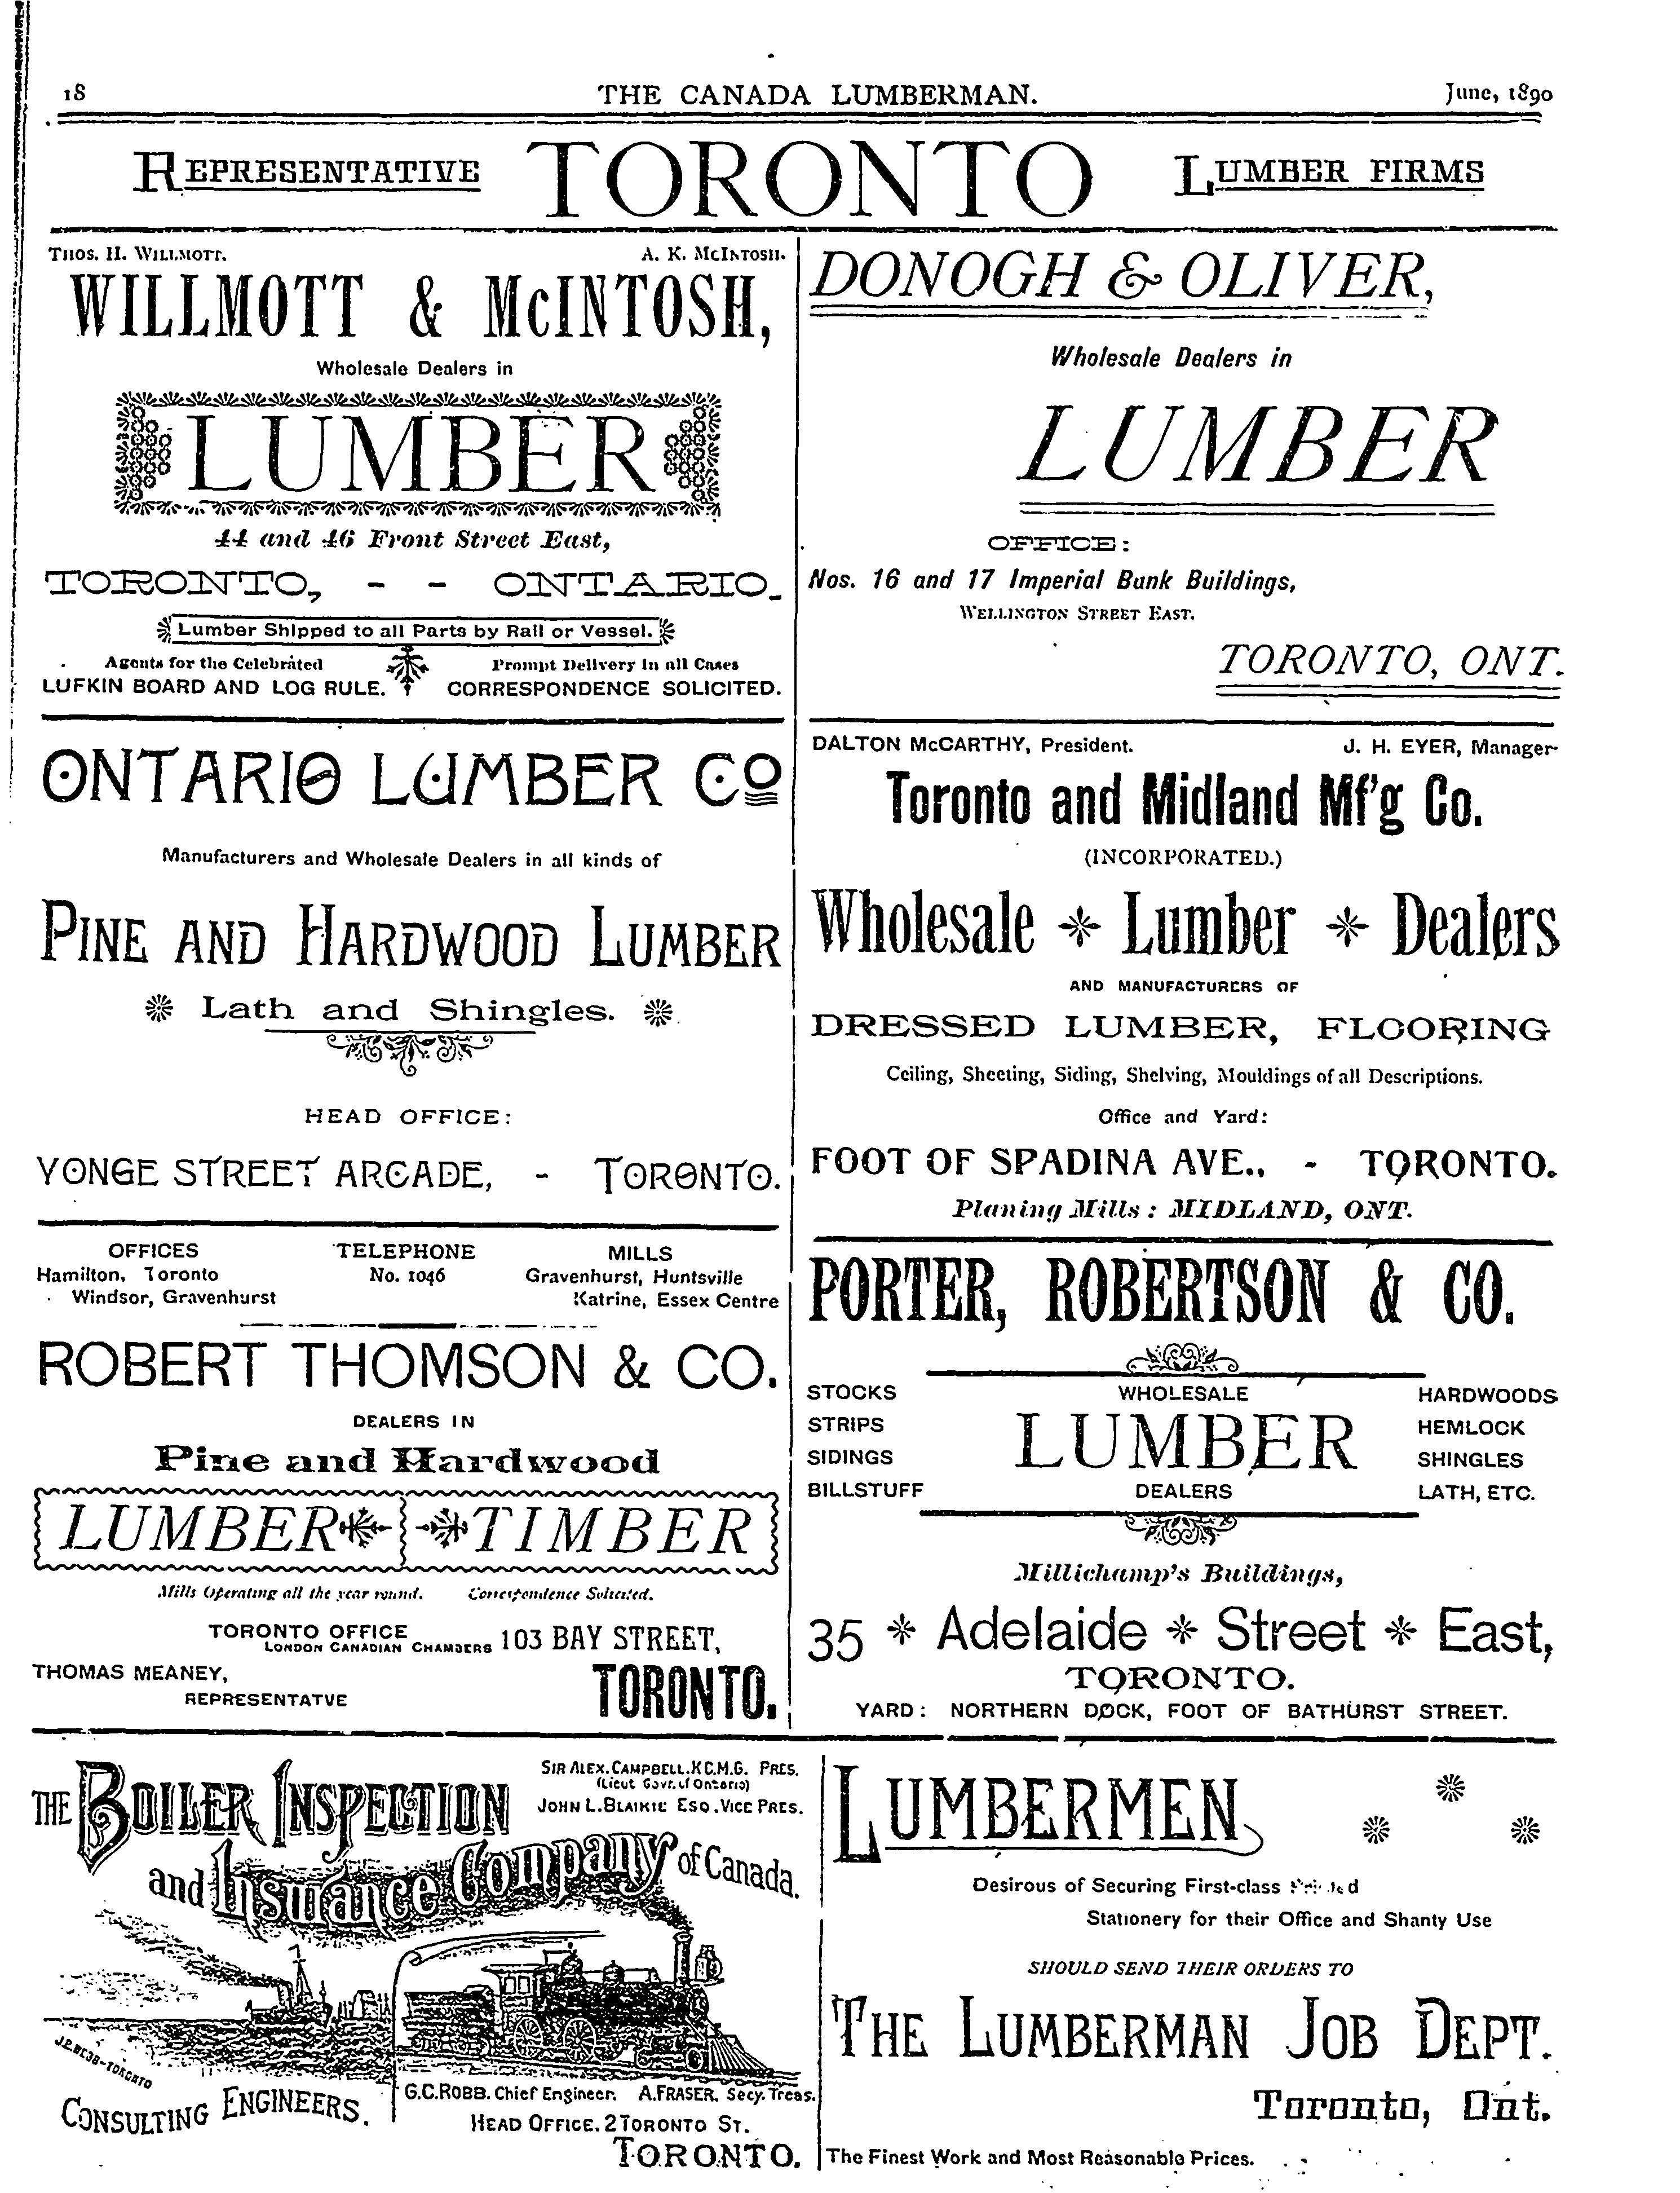 18 THE CANADA LUMBERMAN. June, 1890
REPRESENTATIVE TORONTO LUMBER FIRMS
THOS. H. WILLMOTT. A. K. McINTOSH.
WILLMOTT & McINTOSH,
Wholesale Dealers in
LUMBER
44 and 46 Front Street East,
TORONTO, - - ONTARIO.
Lumber Shipped to all Parts by Rail or Vessel.
Agents for the Celebrated
LUFKIN BOARD AND LOG RULE.
Prompt Delivery in all Cases
CORRESPONDENCE SOLICITED.
DONOGH & OLIVER,
Wholesale Dealers in
LUMBER
OFFICE:
Nos. 16 and 17 Imperial Bank Buildings,
WELLINGTON STREET EAST.
TORONTO, ONT.
ONTARIO LUMBER Co
Manufacturers and Wholesale Dealers in all kinds of
PINE AND HARDWOOD LUMBER
Lath and Shingles.
HEAD OFFICE:
YONGE STREET ARCADE, - TORONTO.
DALTON McCARTHY, President. J. H. EYER, Manager
Toronto and Midland Mf'g Co.
(INCORPORATED.)
Wholesale Lumber Dealers
AND MANUFACTURERS OF
DRESSED LUMBER, FLOORING
Ceiling, Sheeting, Siding, Shelving, Mouldings of all Descriptions.
Office and Yard:
FOOT OF SPADINA AVE., - TORONTO.
Planing Mills: MIDLAND, ONT.
OFFICES
Hamilton, Toronto
Windsor, Gravenhurst
TELEPHONE
No. 1046
MILLS
Gravenhurst, Huntsville
Katrine, Essex Centre
ROBERT THOMSON & CO.
DEALERS IN
Pine and Hardwood
LUMBER TIMBER
Mills Operating all the year round. Correspondence Solicited.
TORONTO OFFICE
LONDON CANADIAN CHAMBERS 103 BAY STREET,
THOMAS MEANEY,
REPRESENTATVE
TORONTO.
PORTER, ROBERTSON & CO.
STOCKS
STRIPS
SIDINGS
BILLSTUFF
WHOLESALE
LUMBER
DEALERS
HARDWOODS
HEMLOCK
SHINGLES
LATH, ETC.
Millichamp's Buildings,
35 Adelaide Street East,
TORONTO.
YARD: NORTHERN DOCK, FOOT OF BATHURST STREET.
THE BOILER INSPECTION
and Insurance Company of Canada.
SIR ALEX. CAMPBELL. K.C.M.G. PRES.
(Lieut Govr. of Ontario)
JOHN L. BLAIKIE ESQ. VICE PRES.
J.P. WEBB-TORONTO
CONSULTING ENGINEERS.
G.C. ROBB. Chief Engineer. A. FRASER. Secy. Treas.
HEAD OFFICE. 2 TORONTO ST.
TORONTO.
LUMBERMEN
Desirous of Securing First-class Printed
Stationery for their Office and Shanty Use
SHOULD SEND THEIR ORDERS TO
THE LUMBERMAN JOB DEPT.
Toronto, Ont.
The Finest Work and Most Reasonable Prices.